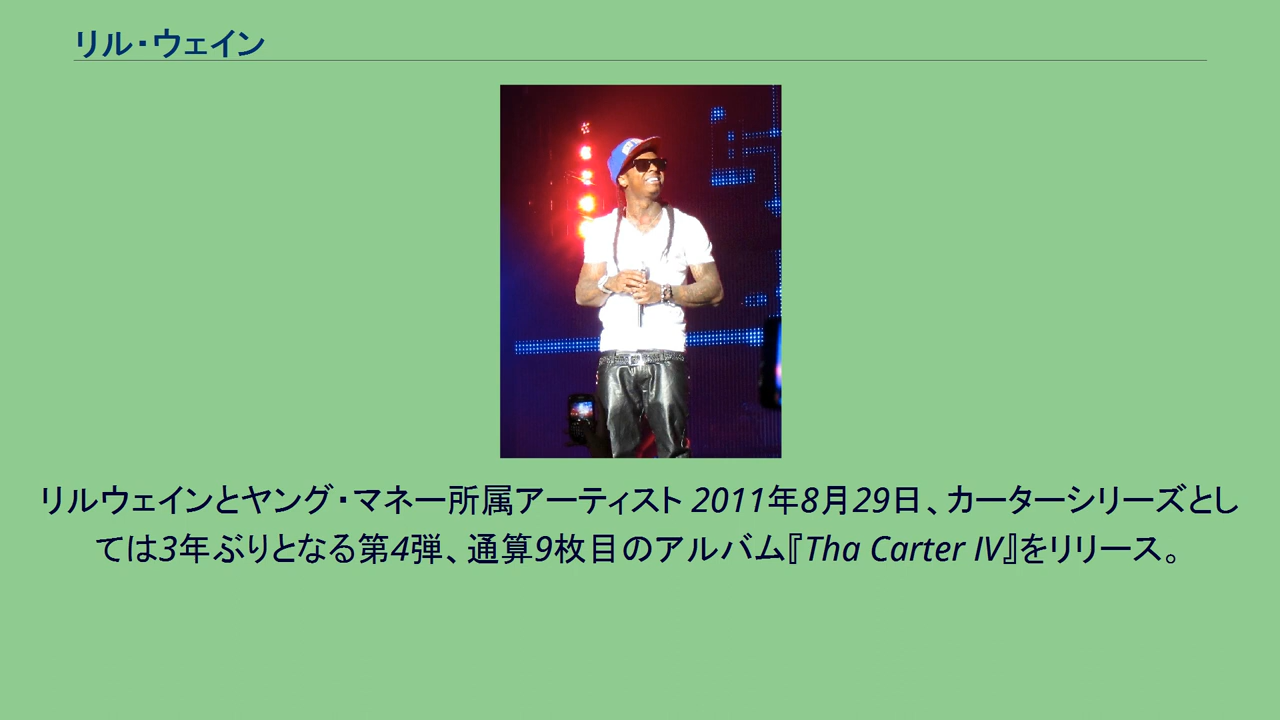 リル・ウェイン
リルウェインとヤング・マネー所属アーティスト 2011年8月29日、カーターシリーズとし
ては3年ぶりとなる第4弾、通算9枚目のアルバム『Tha Carter IV』をリリース。